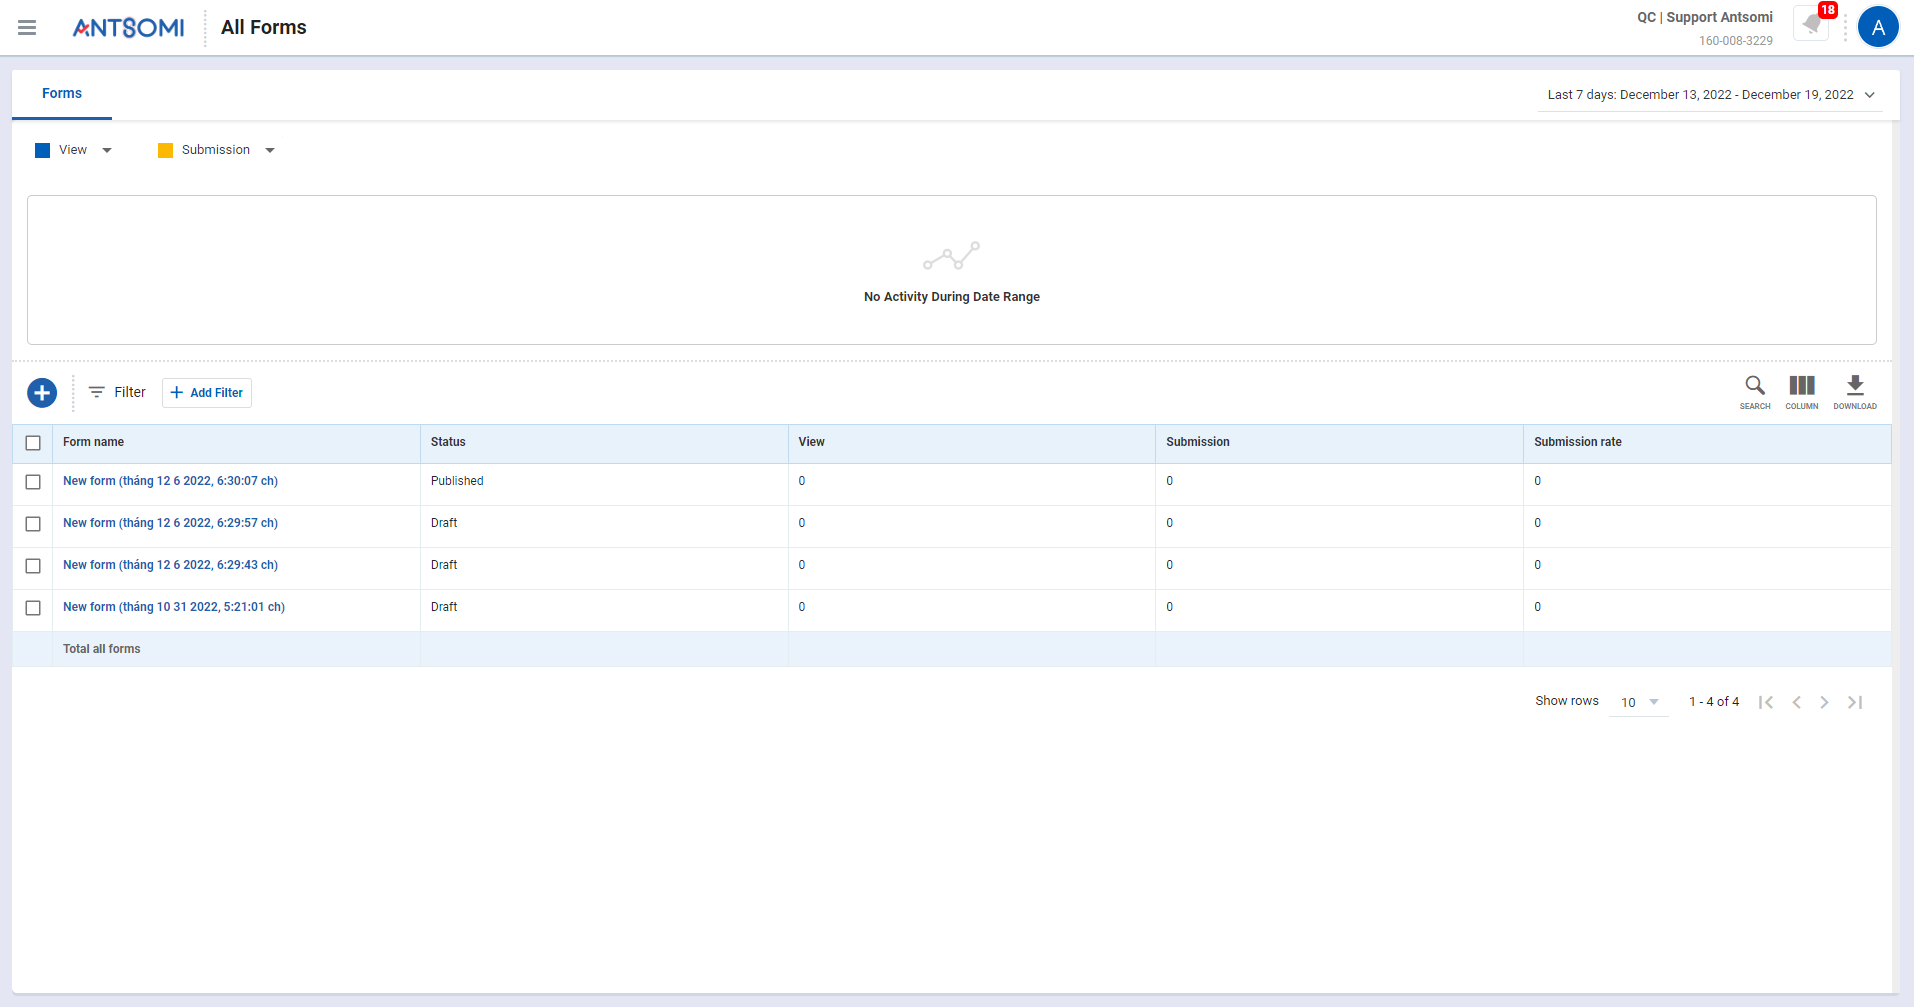 ANTSOMI
All Forms
QC | Support Antsomi
160-008-3229
18
A
Forms
Last 7 days: December 13, 2022 - December 19, 2022
View
Submission
No Activity During Date Range
Filter
Add Filter
SEARCH
COLUMN
DOWNLOAD
Form name Status View Submission Submission rate
New form (tháng 12 6 2022, 6:30:07 ch) Published 0 0 0
New form (tháng 12 6 2022, 6:29:57 ch) Draft 0 0 0
New form (tháng 12 6 2022, 6:29:43 ch) Draft 0 0 0
New form (tháng 10 31 2022, 5:21:01 ch) Draft 0 0 0
Total all forms
Show rows 10 1 - 4 of 4